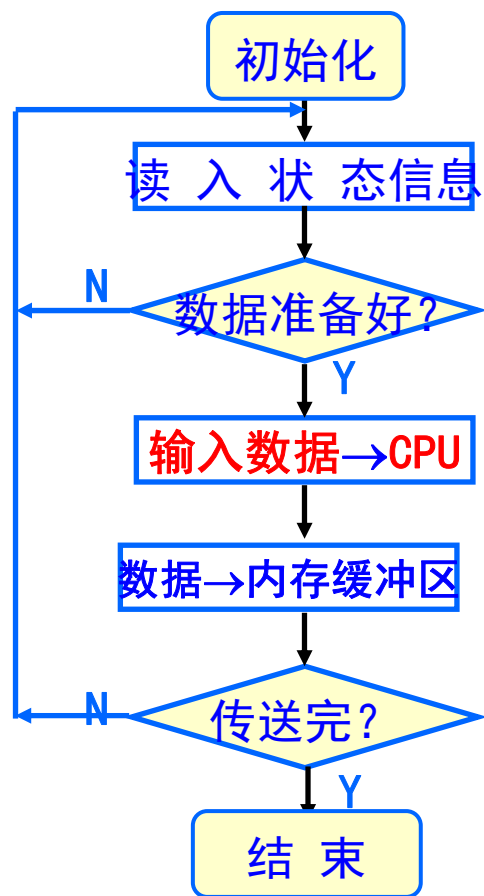 初始化
读 入 状 态信息
数据准备好?
N
Y
输入数据→CPU
数据→内存缓冲区
传送完?
N
Y
结 束